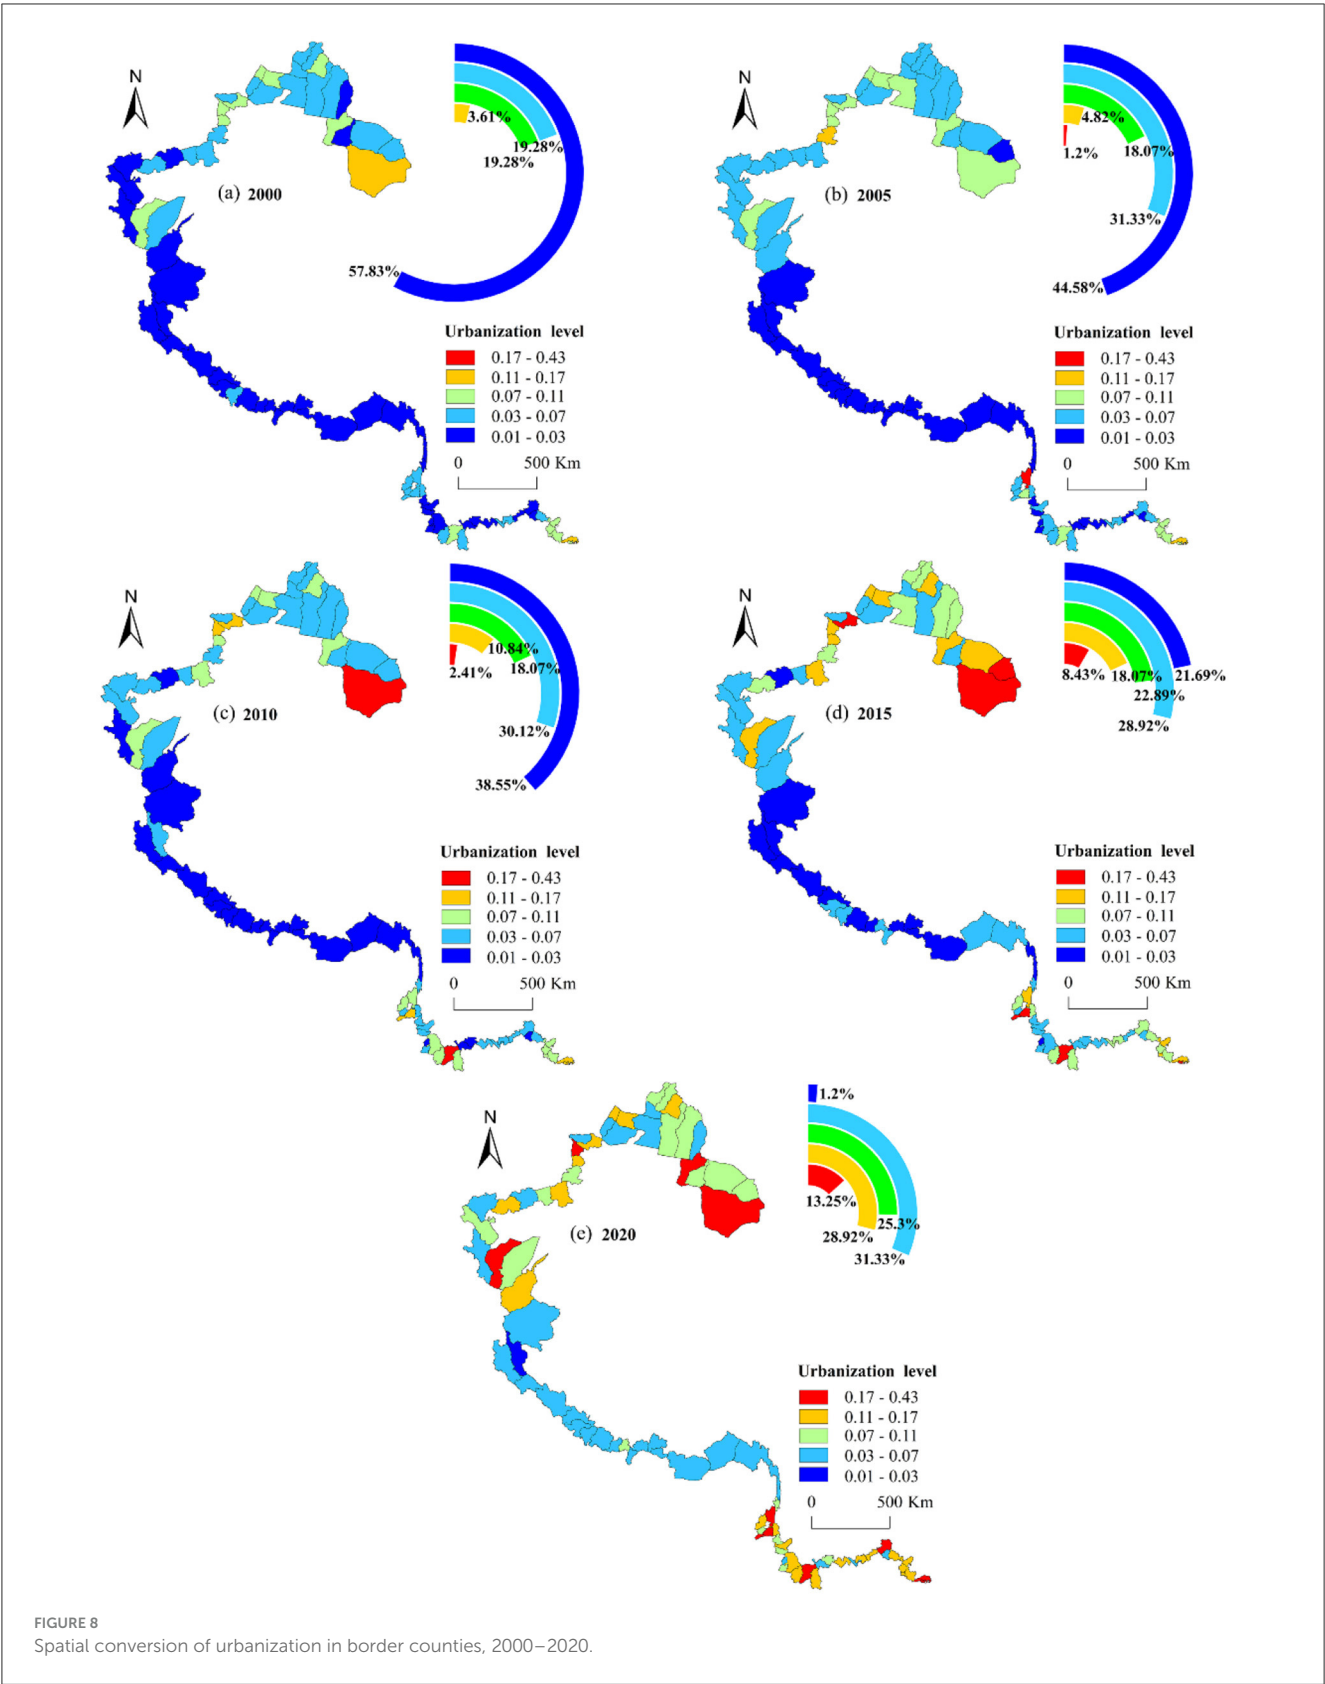 N
3.61%
19.28%
19.28%
(a) 2000
57.83%
Urbanization level
0.17 - 0.43
0.11 - 0.17
0.07 - 0.11
0.03 - 0.07
0.01 - 0.03
0 500 Km
N
4.82%
1.2%
18.07%
(b) 2005
31.33%
44.58%
Urbanization level
0.17 - 0.43
0.11 - 0.17
0.07 - 0.11
0.03 - 0.07
0.01 - 0.03
0 500 Km
N
10.84%
2.41%
18.07%
(c) 2010
30.12%
38.55%
Urbanization level
0.17 - 0.43
0.11 - 0.17
0.07 - 0.11
0.03 - 0.07
0.01 - 0.03
0 500 Km
N
8.43%
18.07%
21.69%
22.89%
(d) 2015
28.92%
Urbanization level
0.17 - 0.43
0.11 - 0.17
0.07 - 0.11
0.03 - 0.07
0.01 - 0.03
0 500 Km
N
1.2%
13.25%
25.3%
(e) 2020
28.92%
31.33%
Urbanization level
0.17 - 0.43
0.11 - 0.17
0.07 - 0.11
0.03 - 0.07
0.01 - 0.03
0 500 Km
FIGURE 8
Spatial conversion of urbanization in border counties, 2000–2020.